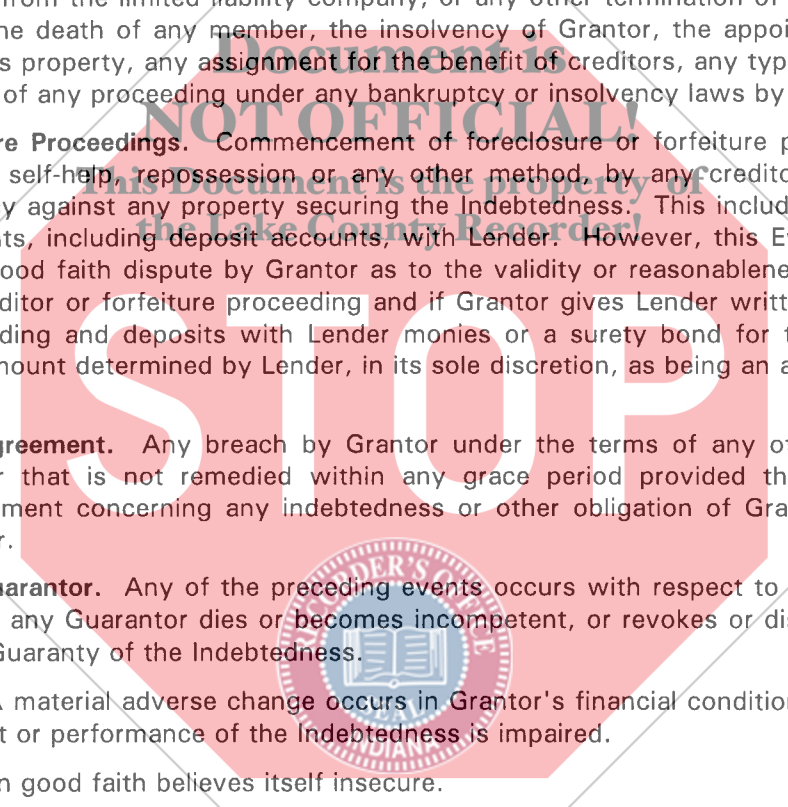 from the limited liability company, or any other termination of
he death of any member, the insolvency of Grantor, the appoi
s property, any assignment for the benefit of creditors, any typ
of any proceeding under any bankruptcy or insolvency laws by
re Proceedings. Commencement of foreclosure or forfeiture p
self-help, repossession or any other method, by any creditor
y against any property securing the Indebtedness. This includ
ts, including deposit accounts, with Lender. However, this E
ood faith dispute by Grantor as to the validity or reasonablene
ditor or forfeiture proceeding and if Grantor gives Lender writt
ding and deposits with Lender monies or a surety bond for t
mount determined by Lender, in its sole discretion, as being an a
greement. Any breach by Grantor under the terms of any ot
r that is not remedied within any grace period provided th
ment concerning any indebtedness or other obligation of Gra
r.
uarantor. Any of the preceding events occurs with respect to
any Guarantor dies or becomes incompetent, or revokes or di
Guaranty of the Indebtedness.
A material adverse change occurs in Grantor's financial condition
t or performance of the Indebtedness is impaired.
n good faith believes itself insecure.
Document is
NOT OFFICIAL!
This Document is the property of
the Lake County Recorder!
STOP
RECORDER'S OFFICE
SEAL
INDIANA